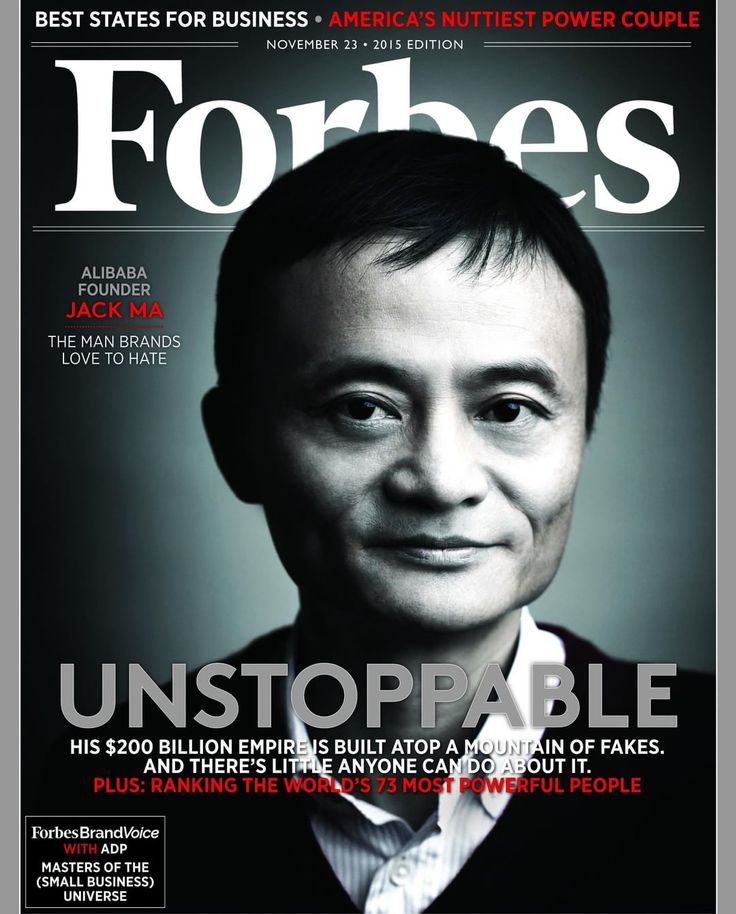 BEST STATES FOR BUSINESS • AMERICA'S NUTTIEST POWER COUPLE
NOVEMBER 23 • 2015 EDITION
Forbes
ALIBABA
FOUNDER
JACK MA
THE MAN BRANDS
LOVE TO HATE
UNSTOPPABLE
HIS $200 BILLION EMPIRE IS BUILT ATOP A MOUNTAIN OF FAKES.
AND THERE'S LITTLE ANYONE CAN DO ABOUT IT.
PLUS: RANKING THE WORLD'S 73 MOST POWERFUL PEOPLE
ForbesBrandVoice
WITH ADP
MASTERS OF THE
(SMALL BUSINESS)
UNIVERSE